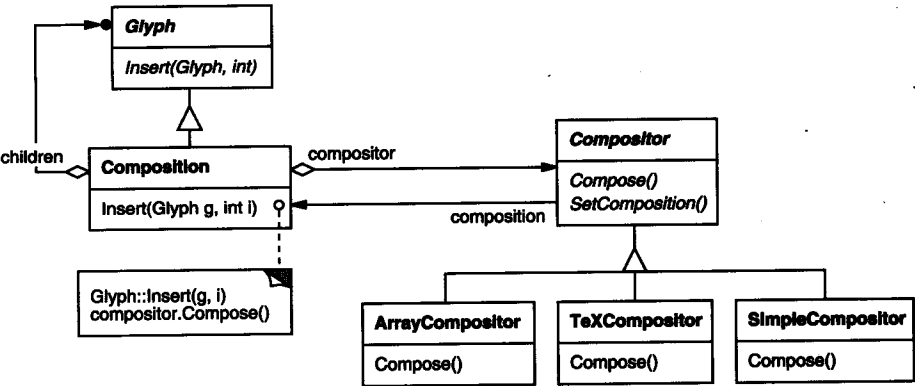 Glyph
Insert(Glyph, int)
children
Composition
Insert(Glyph g, int i)
compositor
composition
Compositor
Compose()
SetComposition()
Glyph::Insert(g, i)
compositor.Compose()
ArrayCompositor
Compose()
TeXCompositor
Compose()
SimpleCompositor
Compose()